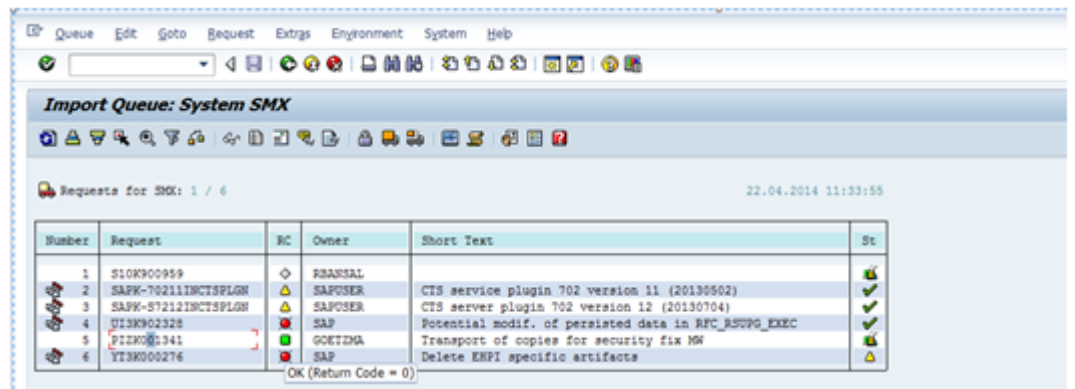 Queue Edit Goto Request Extras Environment System Help
Import Queue: System SMX
Requests for SMX: 1 / 6 22.04.2014 11:33:55
Number Request RC Owner Short Text St
1 S10K900959 RBANSAL
2 SAPK-70211INCTSPLGN SAPUSER CTS service plugin 702 version 11 (20130502)
3 SAPK-S7212INCTSPLGN SAPUSER CTS server plugin 702 version 12 (20130704)
4 UI3K902328 SAP Potential modif. of persisted data in RFC_RSUPG_EXEC
5 PIZK001341 GOETZMA Transport of copies for security fix MW
6 YT3K000276 SAP Delete EHPI specific artifacts
OK (Return Code = 0)